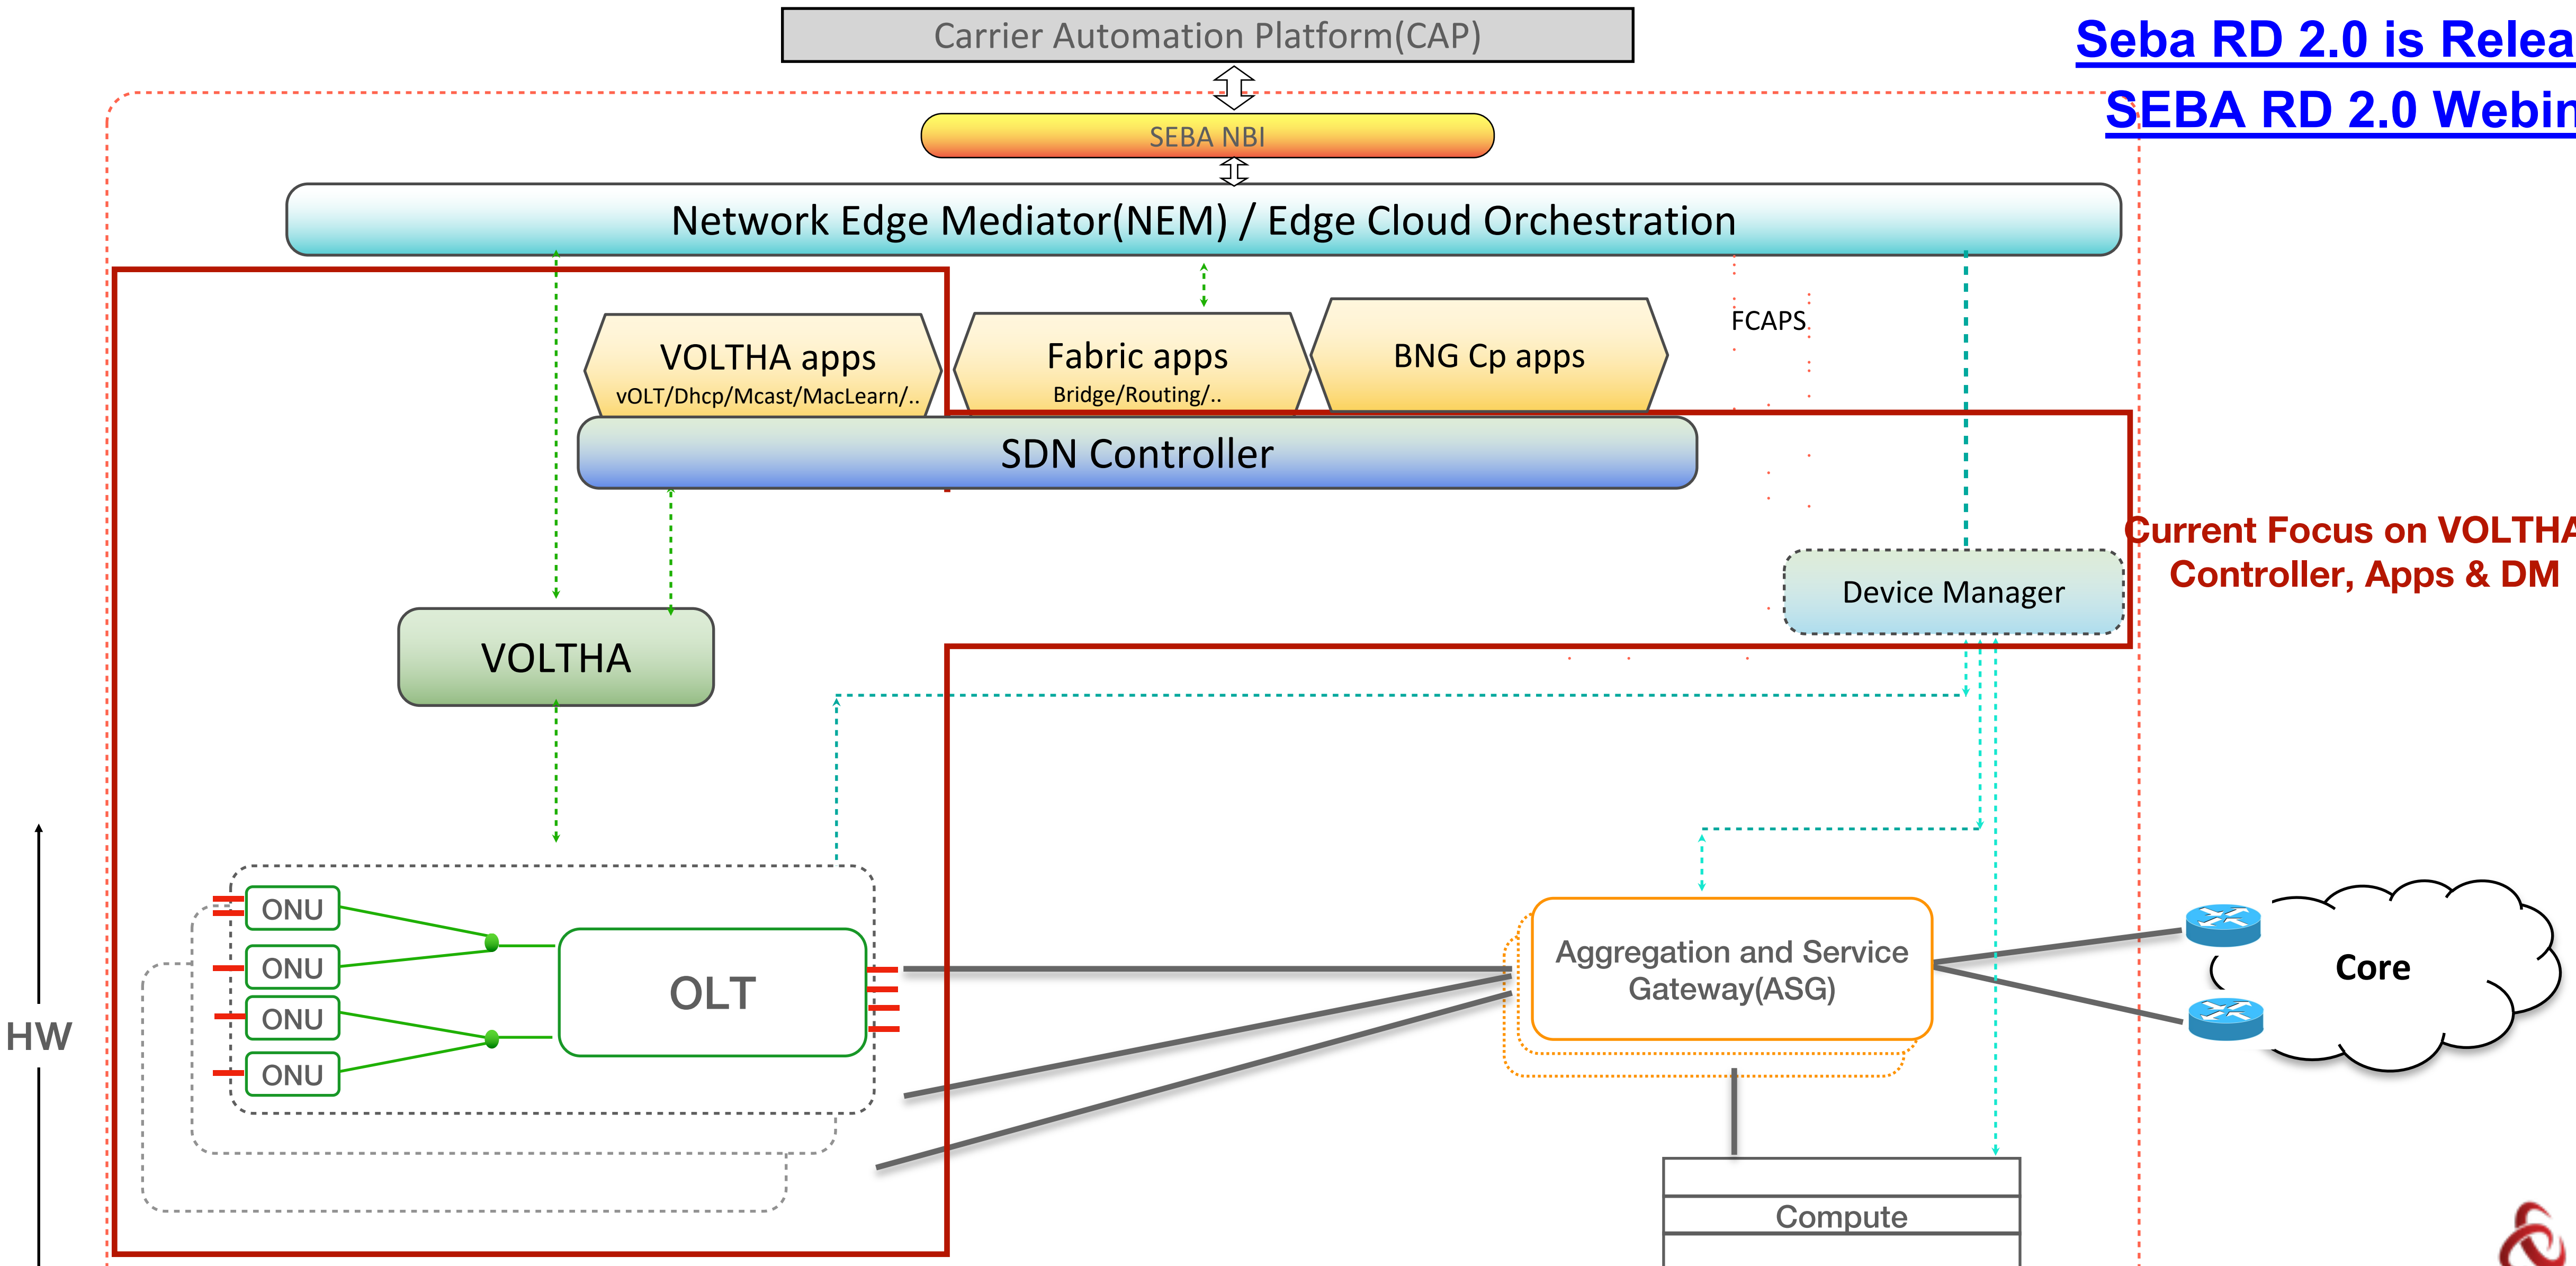 Carrier Automation Platform(CAP)
Seba RD 2.0 is Relea
SEBA RD 2.0 Webin
SEBA NBI
Network Edge Mediator(NEM) / Edge Cloud Orchestration
VOLTHA apps
vOLT/Dhcp/Mcast/MacLearn/..
Fabric apps
Bridge/Routing/..
BNG Cp apps
FCAPS
SDN Controller
Current Focus on VOLTHA
Controller, Apps & DM
Device Manager
VOLTHA
HW
ONU
ONU
ONU
ONU
OLT
Aggregation and Service
Gateway(ASG)
Core
Compute